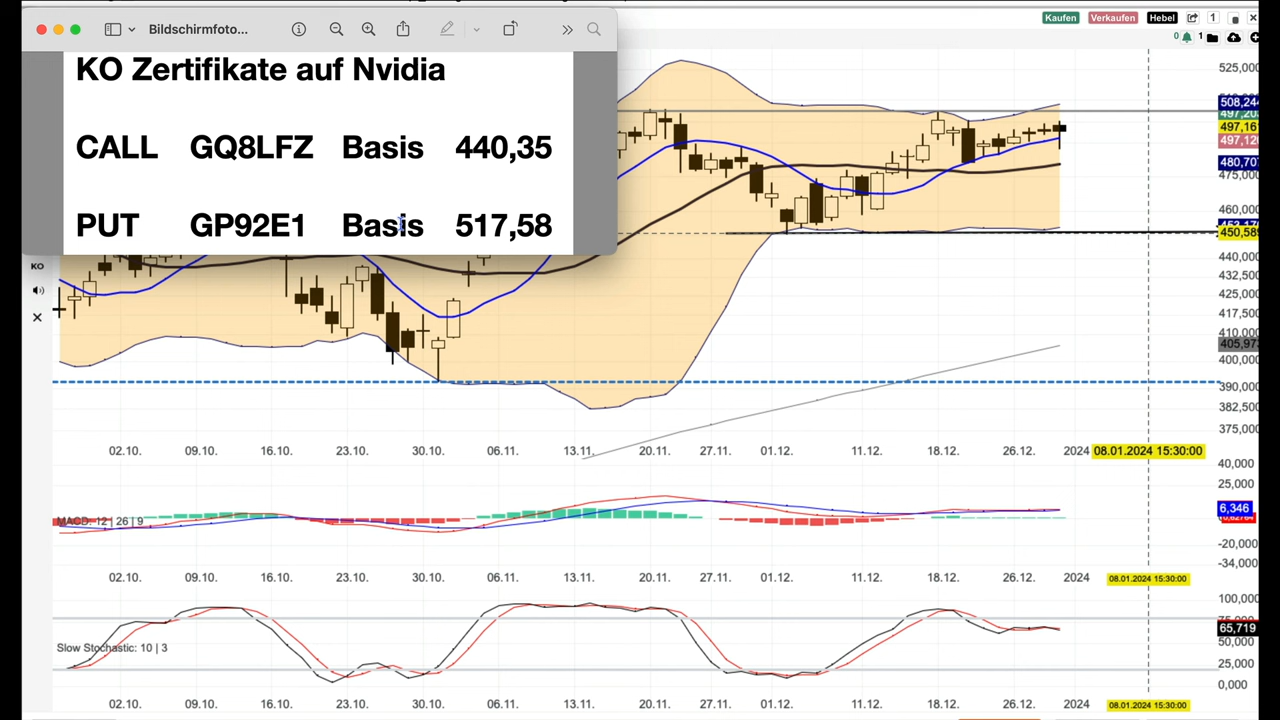 Bildschirmfoto...
KO Zertifikate auf Nvidia
CALL GQ8LFZ Basis 440,35
PUT GP92E1 Basis 517,58
Kaufen Verkaufen Hebel 1
0 1
525,000
508,24
497,16
497,12
480,70
475,000
460,000
450,58
440,000
432,500
425,000
417,500
410,000
405,97
400,000
390,000
382,500
375,000
KO
02.10. 09.10. 16.10. 23.10. 30.10. 06.11. 13.11. 20.11. 27.11. 01.12. 11.12. 18.12. 26.12. 2024 08.01.2024 15:30:00
40,000
25,000
MACD: 12 | 26 | 9
6,346
-20,000
-34,000
02.10. 09.10. 16.10. 23.10. 30.10. 06.11. 13.11. 20.11. 27.11. 01.12. 11.12. 18.12. 26.12. 2024 08.01.2024 15:30:00
100,000
65,719
50,000
Slow Stochastic: 10 | 3
25,000
0,000
02.10. 09.10. 16.10. 23.10. 30.10. 06.11. 13.11. 20.11. 27.11. 01.12. 11.12. 18.12. 26.12. 2024 08.01.2024 15:30:00